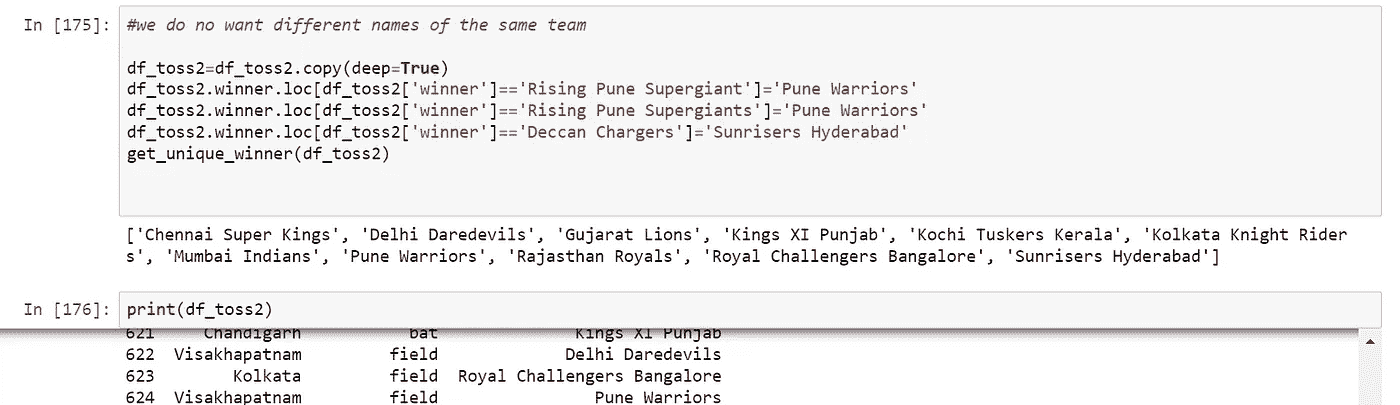 In [175]: #we do no want different names of the same team
df_toss2=df_toss2.copy(deep=True)
df_toss2.winner.loc[df_toss2['winner']=='Rising Pune Supergiant']='Pune Warriors'
df_toss2.winner.loc[df_toss2['winner']=='Rising Pune Supergiants']='Pune Warriors'
df_toss2.winner.loc[df_toss2['winner']=='Deccan Chargers']='Sunrisers Hyderabad'
get_unique_winner(df_toss2)
['Chennai Super Kings', 'Delhi Daredevils', 'Gujarat Lions', 'Kings XI Punjab', 'Kochi Tuskers Kerala', 'Kolkata Knight Rider
s', 'Mumbai Indians', 'Pune Warriors', 'Rajasthan Royals', 'Royal Challengers Bangalore', 'Sunrisers Hyderabad']
In [176]: print(df_toss2)
621 Chandigarh bat Kings XI Punjab
622 Visakhapatnam field Delhi Daredevils
623 Kolkata field Royal Challengers Bangalore
624 Visakhapatnam field Pune Warriors